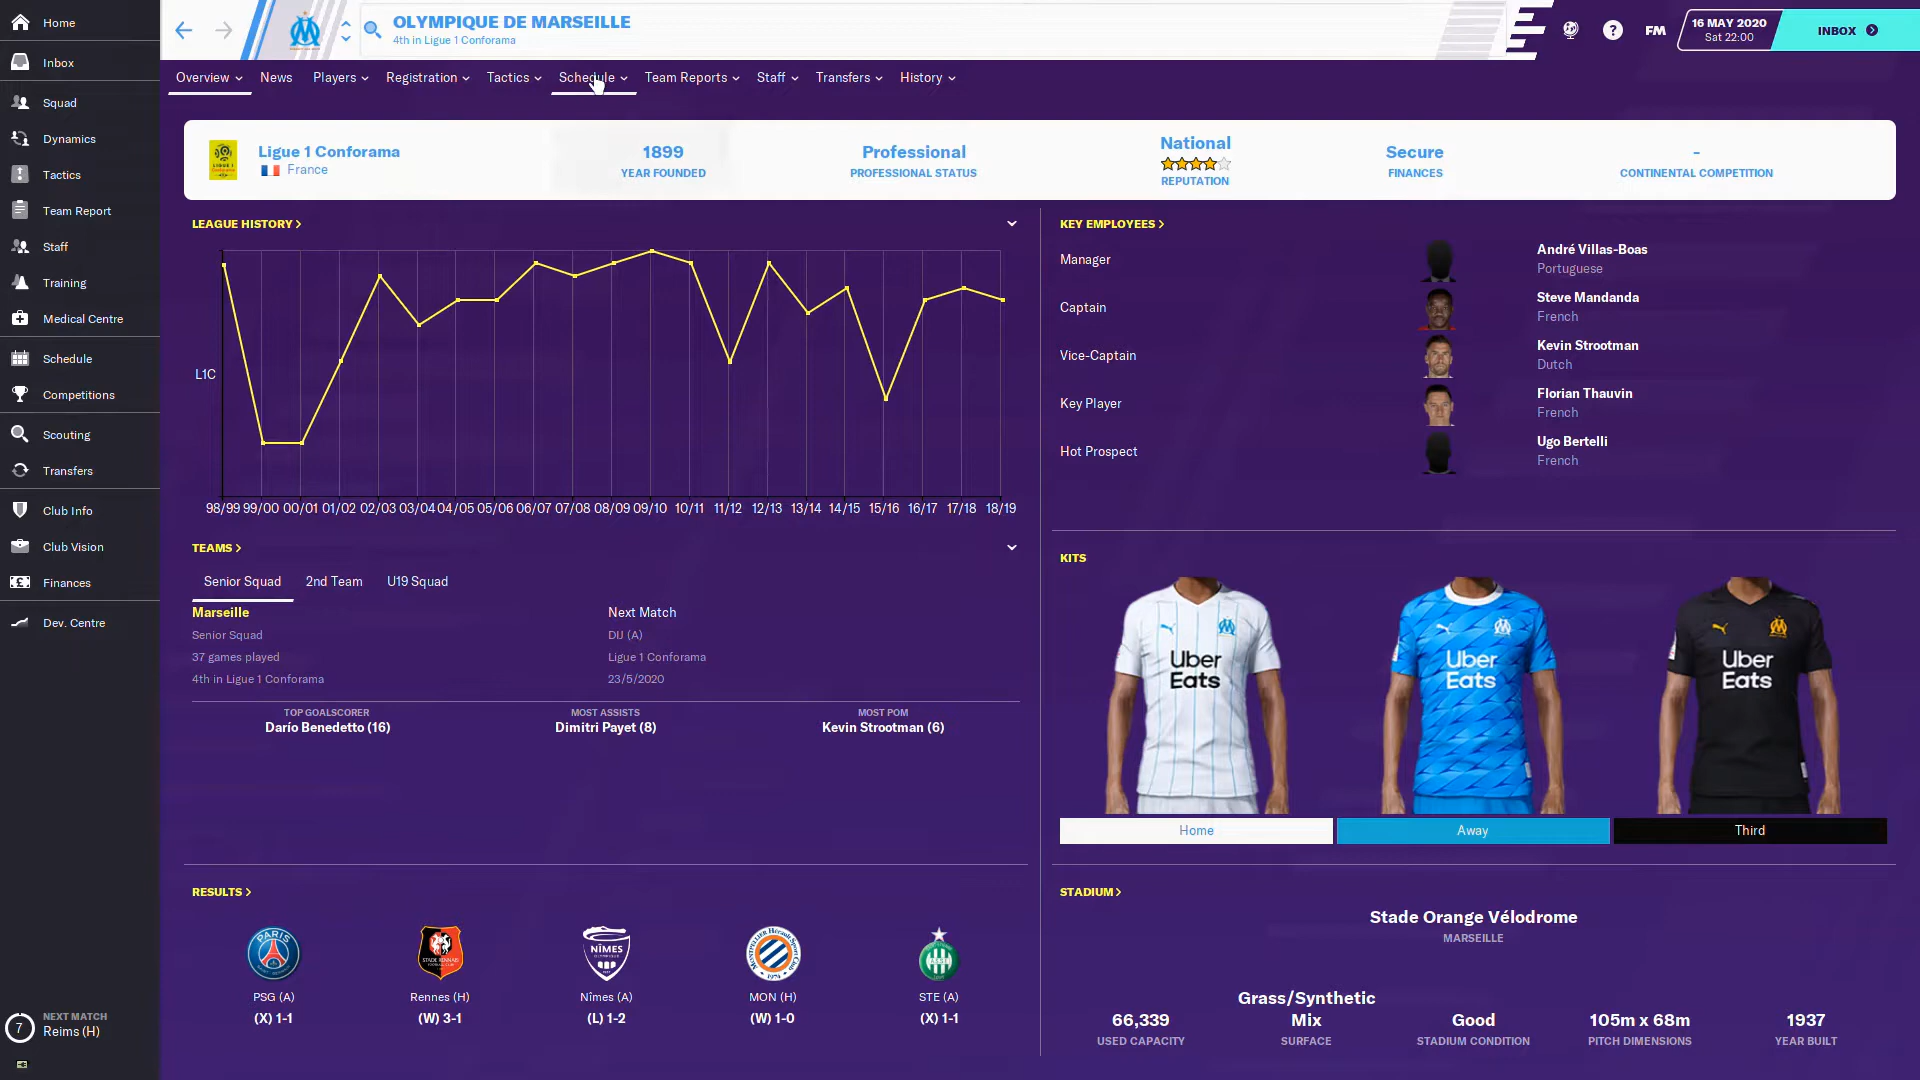 Home
Inbox
Squad
Dynamics
Tactics
Team Report
Staff
Training
Medical Centre
Schedule
Competitions
Scouting
Transfers
Club Info
Club Vision
Finances
Dev. Centre
7
NEXT MATCH
Reims (H)
OLYMPIQUE DE MARSEILLE
4th in Ligue 1 Conforama
FM
16 MAY 2020
Sat 22:00
INBOX
Overview News Players Registration Tactics Schedule Team Reports Staff Transfers History
Ligue 1 Conforama
France
1899
YEAR FOUNDED
Professional
PROFESSIONAL STATUS
National
REPUTATION
Secure
FINANCES
-
CONTINENTAL COMPETITION
LEAGUE HISTORY >
L1C
98/99 99/00 00/01 01/02 02/03 03/04 04/05 05/06 06/07 07/08 08/09 09/10 10/11 11/12 12/13 13/14 14/15 15/16 16/17 17/18 18/19
TEAMS >
Senior Squad 2nd Team U19 Squad
Marseille
Senior Squad
37 games played
4th in Ligue 1 Conforama
Next Match
DIJ (A)
Ligue 1 Conforama
23/5/2020
TOP GOALSCORER
Darío Benedetto (16)
MOST ASSISTS
Dimitri Payet (8)
MOST POM
Kevin Strootman (6)
RESULTS >
PARIS
PSG (A)
(X) 1-1
STADE RENNAIS
Rennes (H)
(W) 3-1
NÎMES
Nîmes (A)
(L) 1-2
1974
MON (H)
(W) 1-0
STE (A)
(X) 1-1
KEY EMPLOYEES >
Manager
André Villas-Boas
Portuguese
Captain
Steve Mandanda
French
Vice-Captain
Kevin Strootman
Dutch
Key Player
Florian Thauvin
French
Hot Prospect
Ugo Bertelli
French
KITS
Uber
Eats
Uber
Eats
Uber
Eats
Home
Away
Third
STADIUM >
Stade Orange Vélodrome
MARSEILLE
66,339
USED CAPACITY
Grass/Synthetic
Mix
SURFACE
Good
STADIUM CONDITION
105m x 68m
PITCH DIMENSIONS
1937
YEAR BUILT